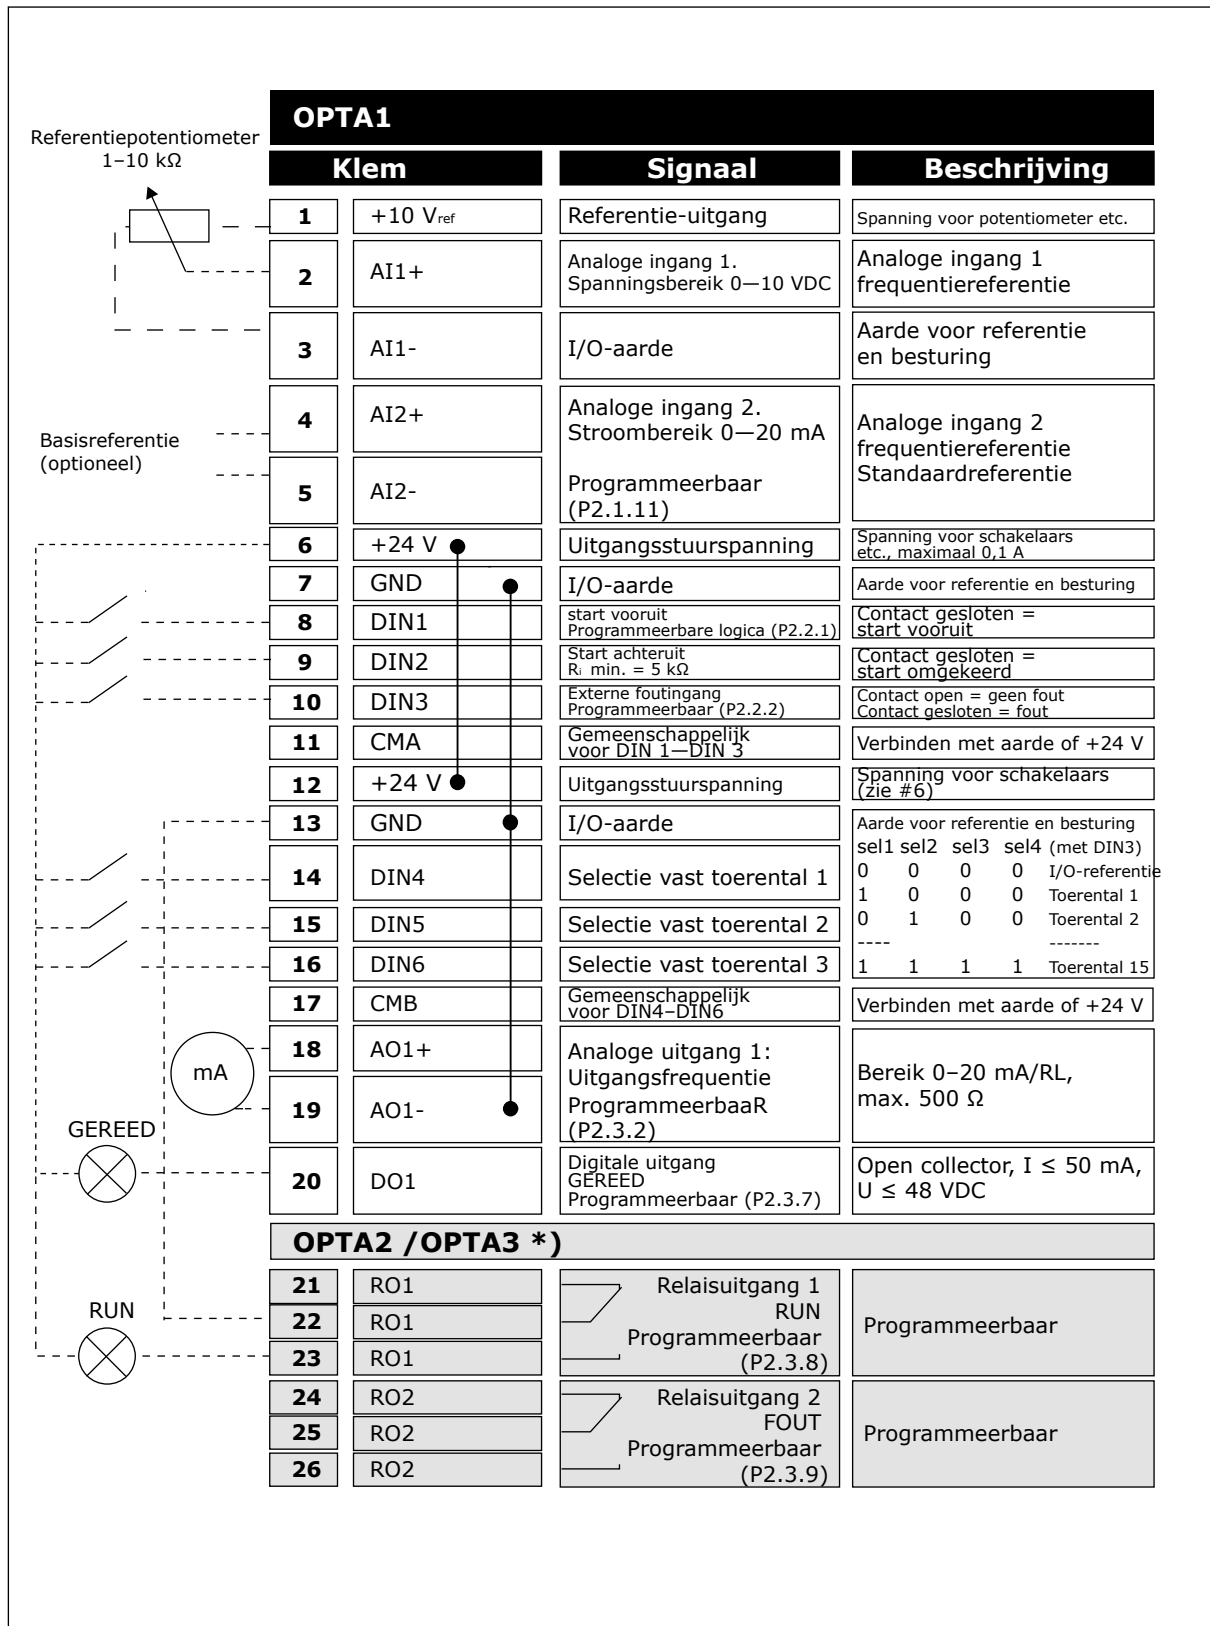 OPTA1
Referentiepotentiometer
1–10 kΩ
Klem Signaal Beschrijving
1 +10 Vref Referentie-uitgang Spanning voor potentiometer etc.
2 AI1+ Analoge ingang 1.
Spanningsbereik 0—10 VDC
Analoge ingang 1
frequentiereferentie
3 AI1- I/O-aarde Aarde voor referentie
en besturing
Basisreferentie
(optioneel)
4 AI2+
5 AI2-
Analoge ingang 2.
Stroombereik 0—20 mA
Programmeerbaar
(P2.1.11)
Analoge ingang 2
frequentiereferentie
Standaardreferentie
6 +24 V Uitgangsstuurspanning Spanning voor schakelaars
etc., maximaal 0,1 A
7 GND I/O-aarde Aarde voor referentie en besturing
8 DIN1 start vooruit
Programmeerbare logica (P2.2.1)
Contact gesloten =
start vooruit
9 DIN2 Start achteruit
Ri min. = 5 kΩ
Contact gesloten =
start omgekeerd
10 DIN3 Externe foutingang
Programmeerbaar (P2.2.2)
Contact open = geen fout
Contact gesloten = fout
11 CMA Gemeenschappelijk
voor DIN 1—DIN 3
Verbinden met aarde of +24 V
12 +24 V Uitgangsstuurspanning Spanning voor schakelaars
(zie #6)
13 GND I/O-aarde
14 DIN4 Selectie vast toerental 1
15 DIN5 Selectie vast toerental 2
16 DIN6 Selectie vast toerental 3
Aarde voor referentie en besturing
sel1 sel2 sel3 sel4 (met DIN3)
0 0 0 0 I/O-referentie
1 0 0 0 Toerental 1
0 1 0 0 Toerental 2
---- -------
1 1 1 1 Toerental 15
17 CMB Gemeenschappelijk
voor DIN4–DIN6
Verbinden met aarde of +24 V
mA
18 AO1+
19 AO1-
Analoge uitgang 1:
Uitgangsfrequentie
ProgrammeerbaaR
(P2.3.2)
Bereik 0–20 mA/RL,
max. 500 Ω
GEREED
20 DO1 Digitale uitgang
GEREED
Programmeerbaar (P2.3.7)
Open collector, I ≤ 50 mA,
U ≤ 48 VDC
OPTA2 /OPTA3 *)
RUN
21 RO1
22 RO1
23 RO1
Relaisuitgang 1
RUN
Programmeerbaar
(P2.3.8)
Programmeerbaar
24 RO2
25 RO2
26 RO2
Relaisuitgang 2
FOUT
Programmeerbaar
(P2.3.9)
Programmeerbaar